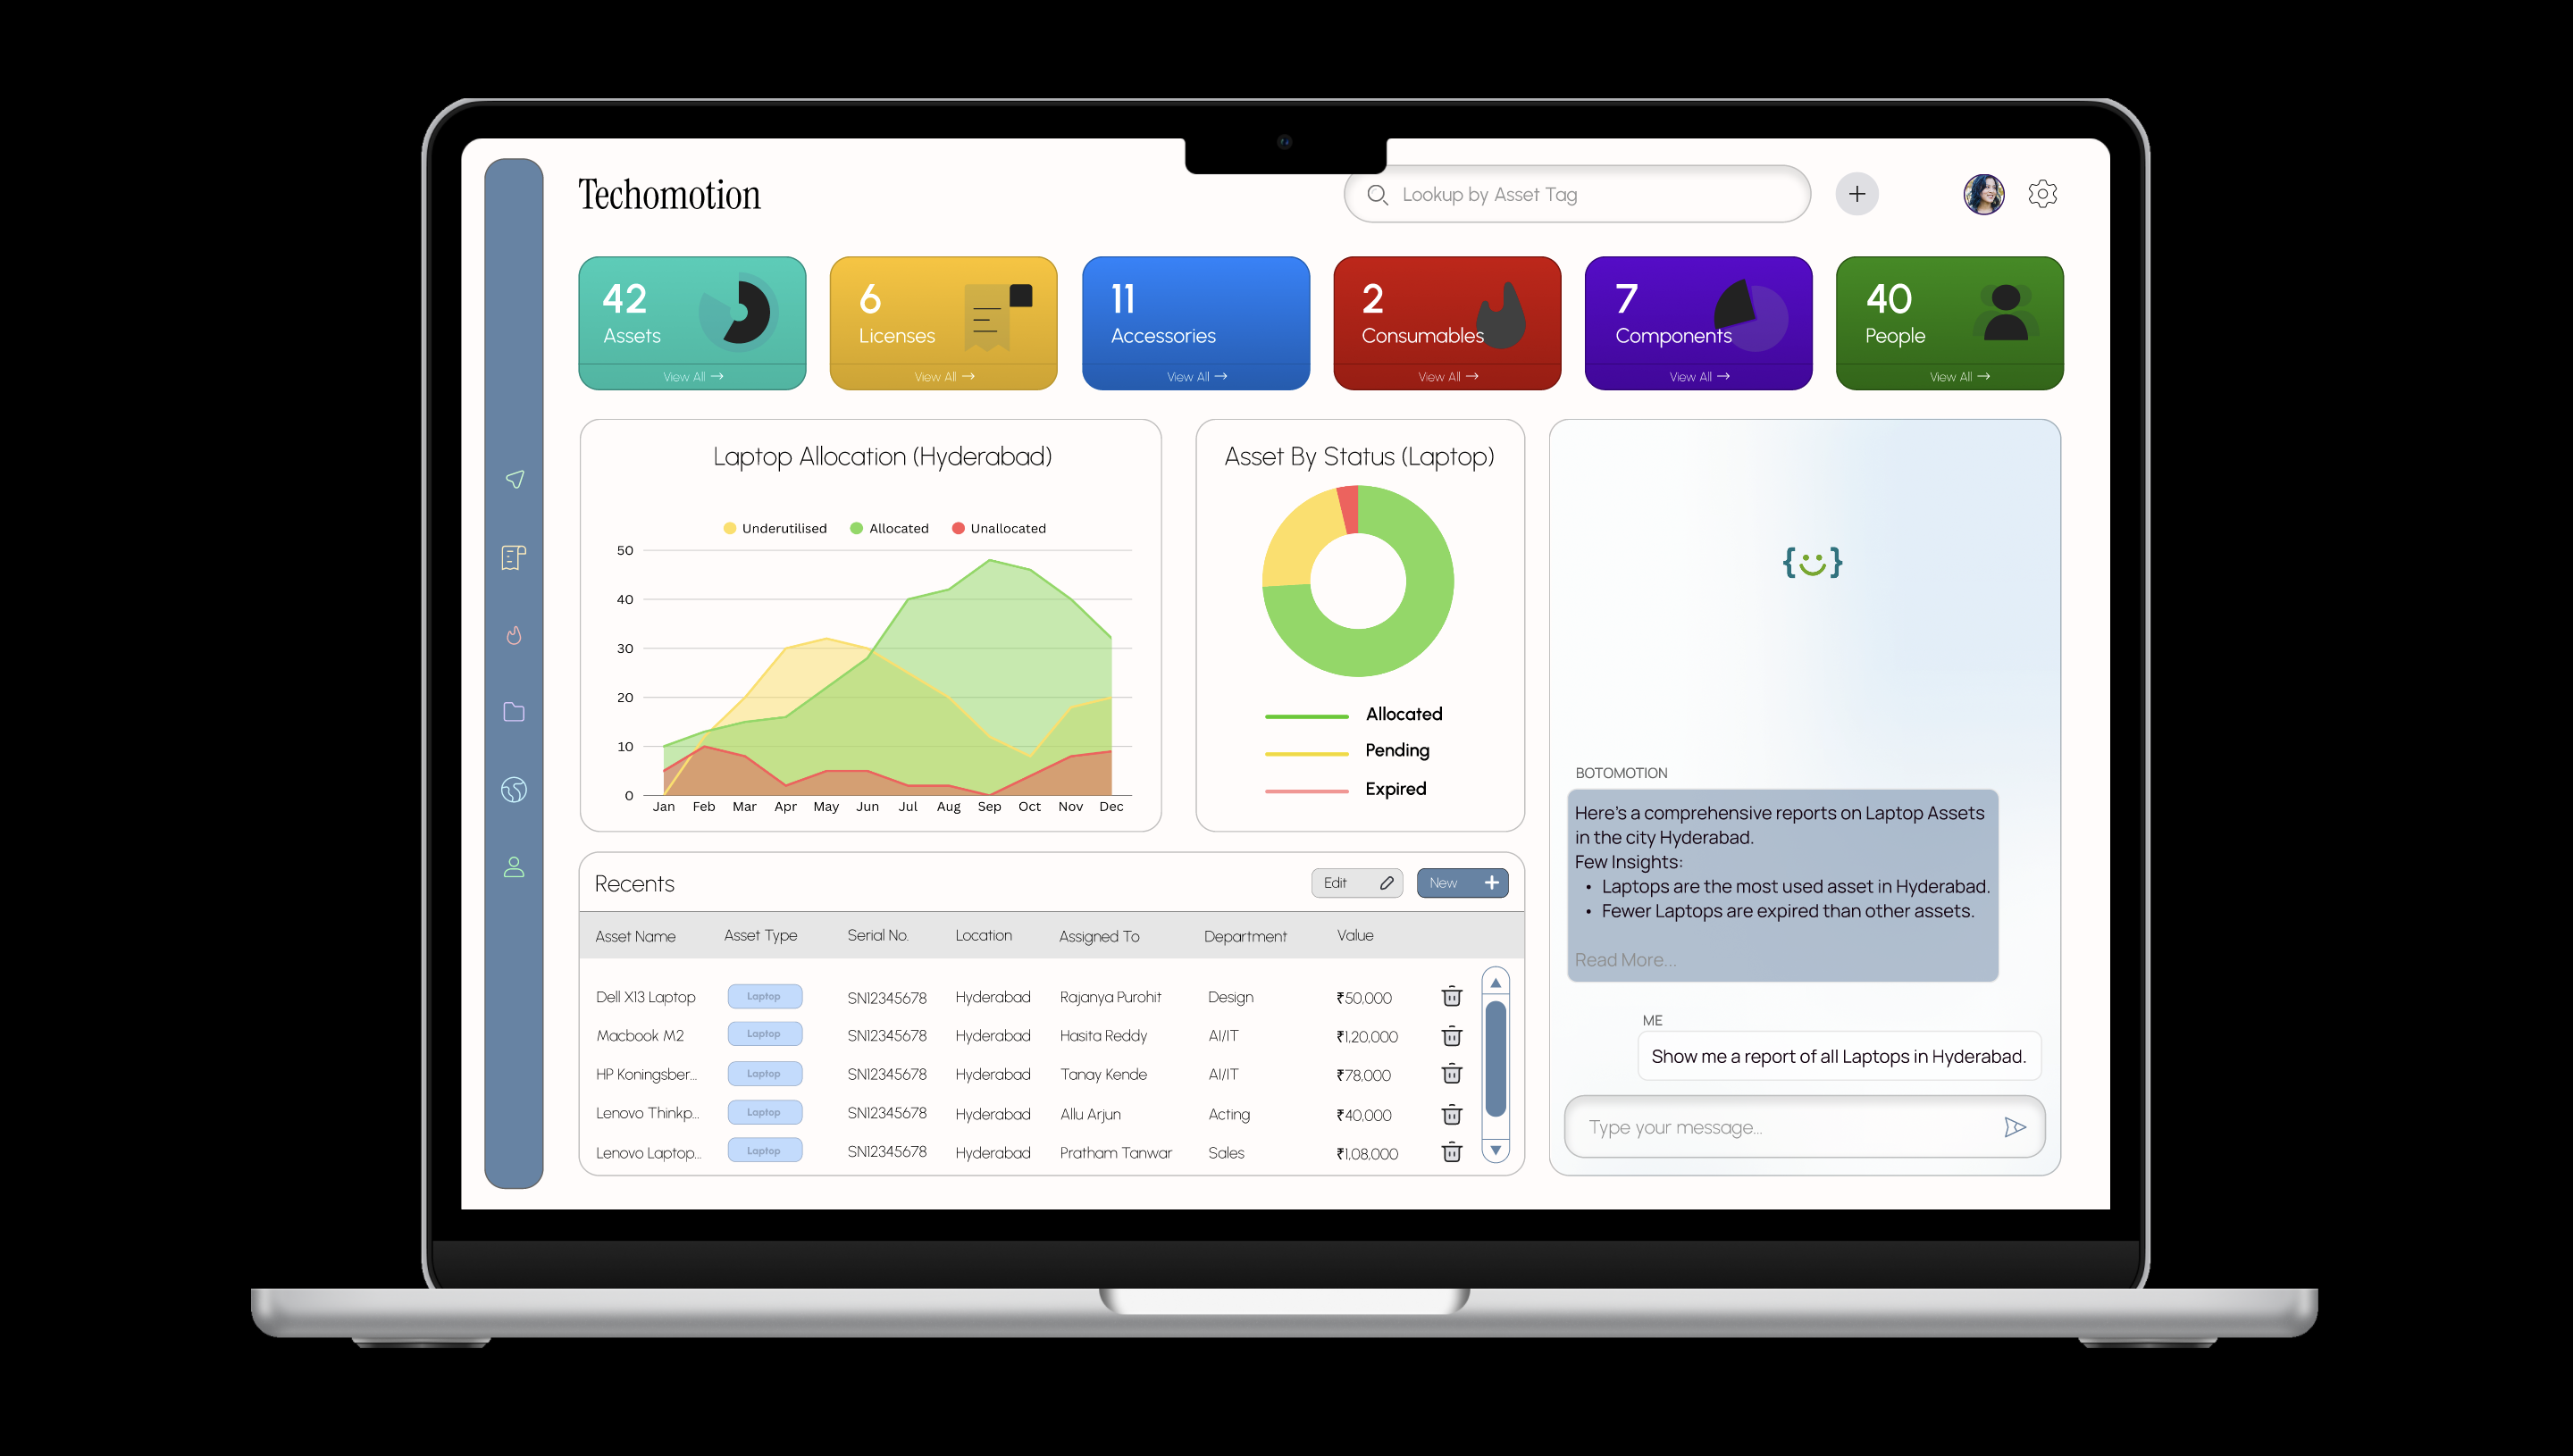 Techomotion
Lookup by Asset Tag
42
Assets
View All →
6
Licenses
View All →
11
Accessories
View All →
2
Consumables
View All →
7
Components
View All →
40
People
View All →
Laptop Allocation (Hyderabad)
Underutilised Allocated Unallocated
50
40
30
20
10
0
Jan Feb Mar Apr May Jun Jul Aug Sep Oct Nov Dec
Asset By Status (Laptop)
Allocated
Pending
Expired
Recents
Edit
New
Asset Name Asset Type Serial No. Location Assigned To Department Value
Dell X13 Laptop Laptop SN12345678 Hyderabad Rajanya Purohit Design ₹50,000
Macbook M2 Laptop SN12345678 Hyderabad Hasita Reddy AI/IT ₹1,20,000
HP Koningsber... Laptop SN12345678 Hyderabad Tanay Kende AI/IT ₹78,000
Lenovo Thinkp... Laptop SN12345678 Hyderabad Allu Arjun Acting ₹40,000
Lenovo Laptop... Laptop SN12345678 Hyderabad Pratham Tanwar Sales ₹1,08,000
{ }
BOTOMOTION
Here's a comprehensive reports on Laptop Assets
in the city Hyderabad.
Few Insights:
• Laptops are the most used asset in Hyderabad.
• Fewer Laptops are expired than other assets.
Read More...
ME
Show me a report of all Laptops in Hyderabad.
Type your message...